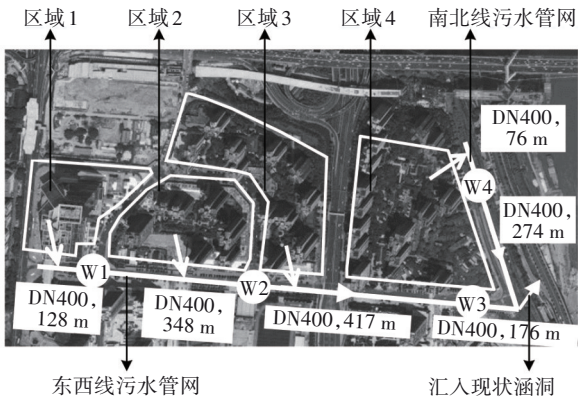 区域1
区域2
区域3
区域4
南北线污水管网
DN400,
76 m
W4
DN400,
274 m
W1
W2
W3
DN400,
128 m
DN400,
348 m
DN400,417 m
DN400,176 m
东西线污水管网
汇入现状涵洞